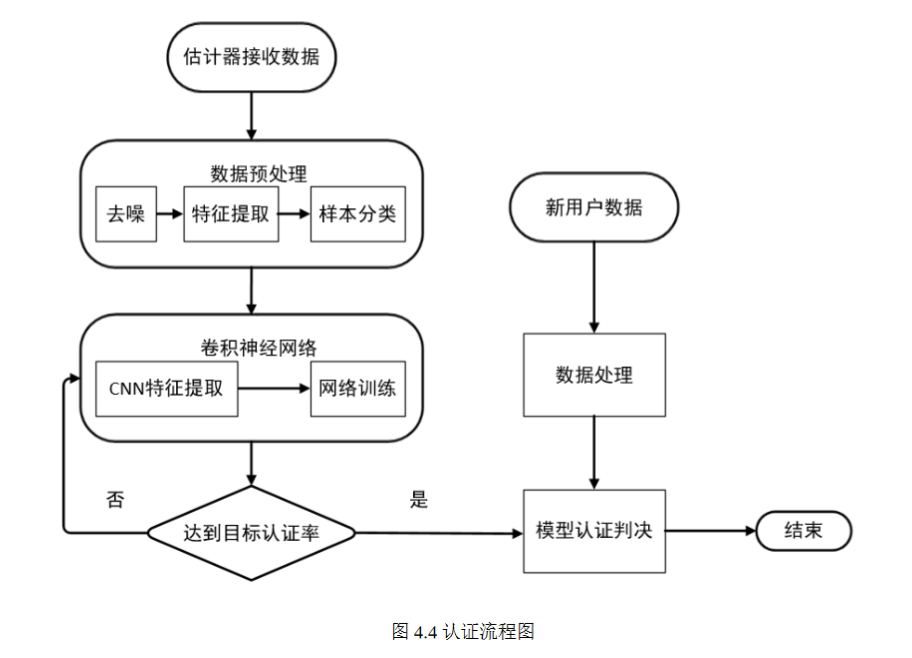 估计器接收数据
数据预处理
去噪
特征提取
样本分类
卷积神经网络
CNN特征提取
网络训练
否
达到目标认证率
是
新用户数据
数据处理
模型认证判决
结束
图 4.4 认证流程图